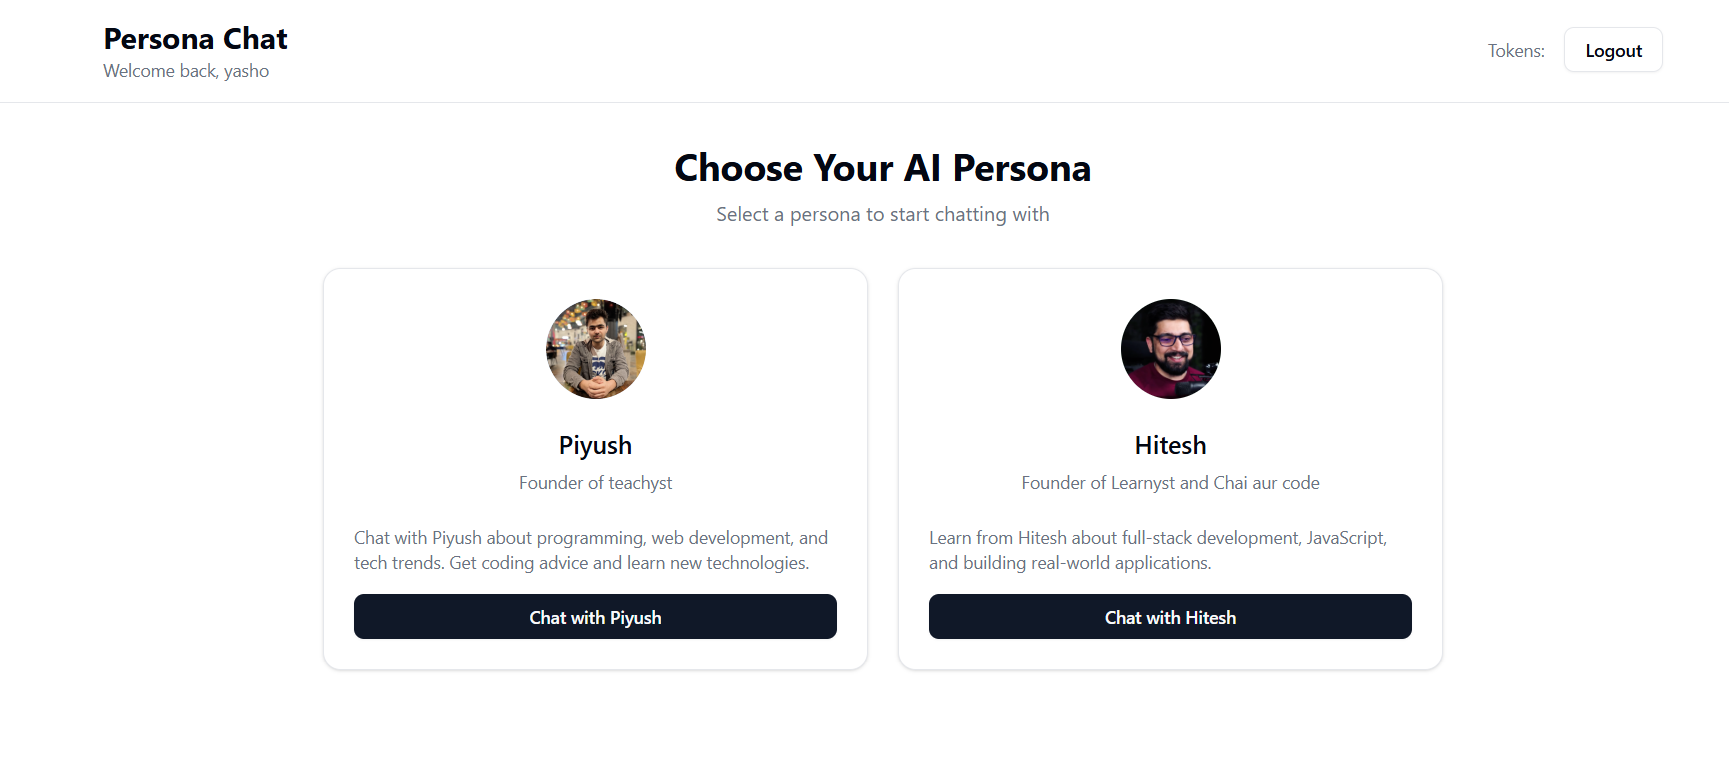 Persona Chat
Welcome back, yasho
Tokens:
Logout
Choose Your AI Persona
Select a persona to start chatting with
Piyush
Founder of teachyst
Chat with Piyush about programming, web development, and
tech trends. Get coding advice and learn new technologies.
Chat with Piyush
Hitesh
Founder of Learnyst and Chai aur code
Learn from Hitesh about full-stack development, JavaScript,
and building real-world applications.
Chat with Hitesh